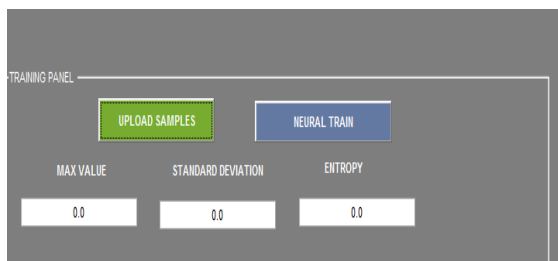 TRAINING PANEL
UPLOAD SAMPLES NEURAL TRAIN
MAX VALUE STANDARD DEVIATION ENTROPY
0.0 0.0 0.0